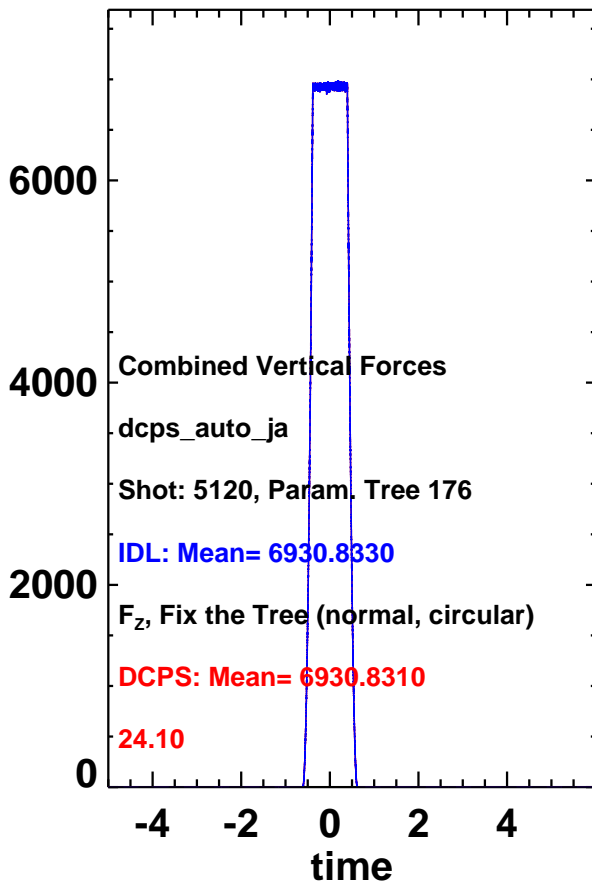 6000
4000
2000
0
Combined Vertical Forces
dcps_auto_ja
Shot: 5120, Param. Tree 176
IDL: Mean= 6930.8330
Fz, Fix the Tree (normal, circular)
DCPS: Mean= 6930.8310
24.10
-4 -2 0 2 4
time